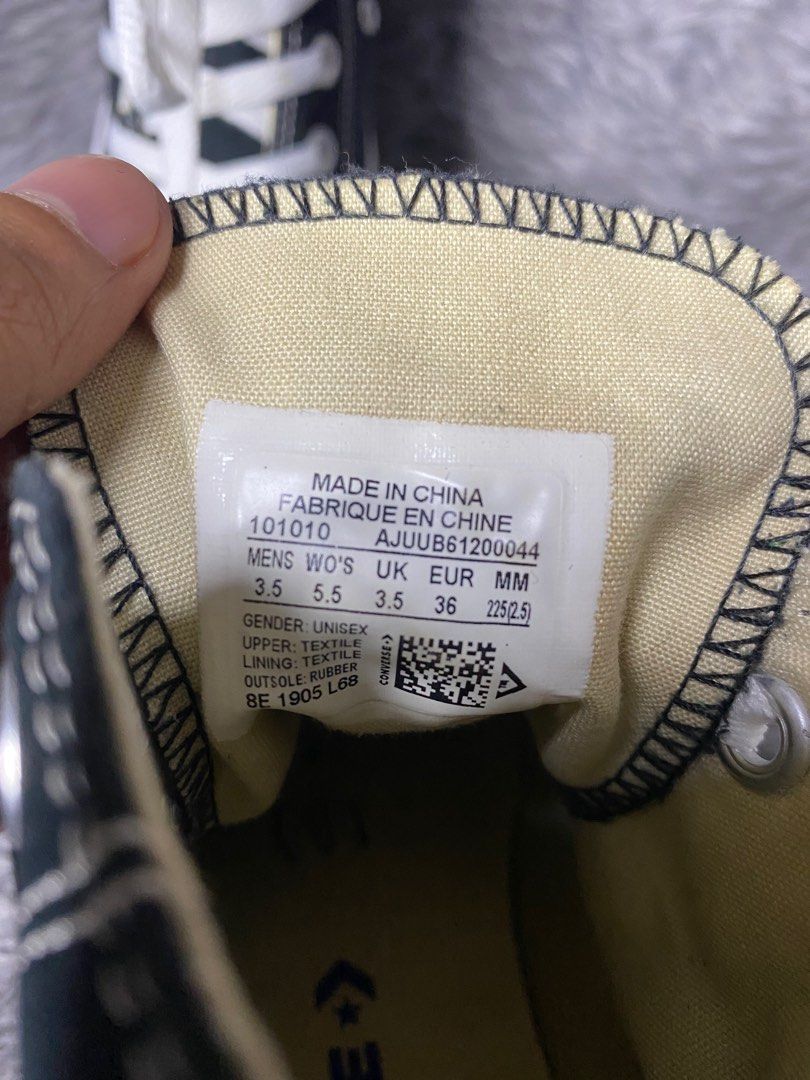 MADE IN CHINA
FABRIQUE EN CHINE
101010 AJUUB61200044
MENS WO'S UK EUR MM
3.5 5.5 3.5 36 225(2.5)
GENDER: UNISEX
UPPER: TEXTILE
LINING: TEXTILE
OUTSOLE: RUBBER
8E 1905 L68
CONVERSE
E